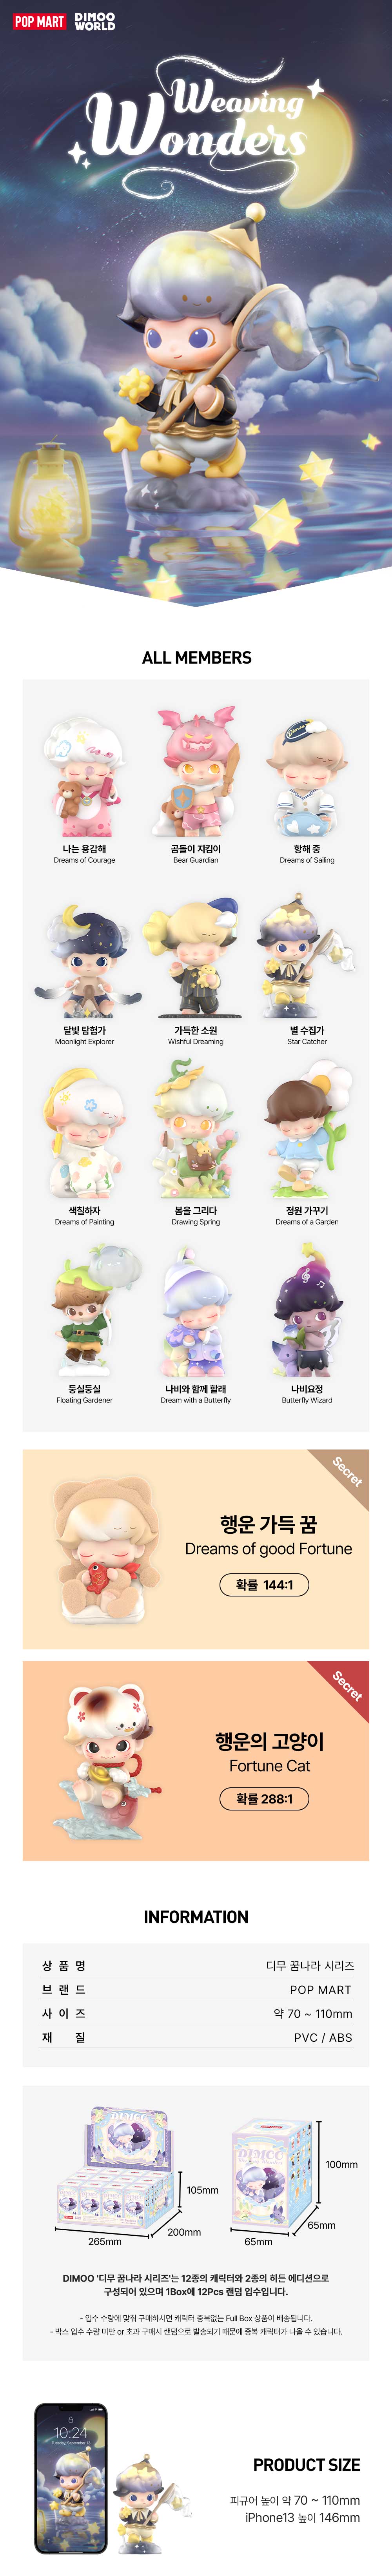 POP MART
DIMOO
WORLD
Weaving
Wonders
ALL MEMBERS
나는 용감해
Dreams of Courage
곰돌이 지킴이
Bear Guardian
항해 중
Dreams of Sailing
달빛 탐험가
Moonlight Explorer
가득한 소원
Wishful Dreaming
별 수집가
Star Catcher
색칠하자
Dreams of Painting
봄을 그리다
Drawing Spring
정원 가꾸기
Dreams of a Garden
둥실둥실
Floating Gardener
나비와 함께 할래
Dream with a Butterfly
나비요정
Butterfly Wizard
Secret
행운 가득 꿈
Dreams of good Fortune
확률 144:1
Secret
행운의 고양이
Fortune Cat
확률 288:1
INFORMATION
상 품 명 디무 꿈나라 시리즈
브 랜 드 POP MART
사 이 즈 약 70 ~ 110mm
재 질 PVC / ABS
DIMOO
DIMOO
100mm
105mm
200mm
265mm
65mm
65mm
DIMOO '디무 꿈나라 시리즈'는 12종의 캐릭터와 2종의 히든 에디션으로
구성되어 있으며 1Box에 12Pcs 랜덤 입수입니다.
- 입수 수량에 맞춰 구매하시면 캐릭터 중복없는 Full Box 상품이 배송됩니다.
- 박스 입수 수량 미만 or 초과 구매시 랜덤으로 발송되기 때문에 중복 캐릭터가 나올 수 있습니다.
10:24
Tuesday, September 13
PRODUCT SIZE
피규어 높이 약 70 ~ 110mm
iPhone13 높이 146mm